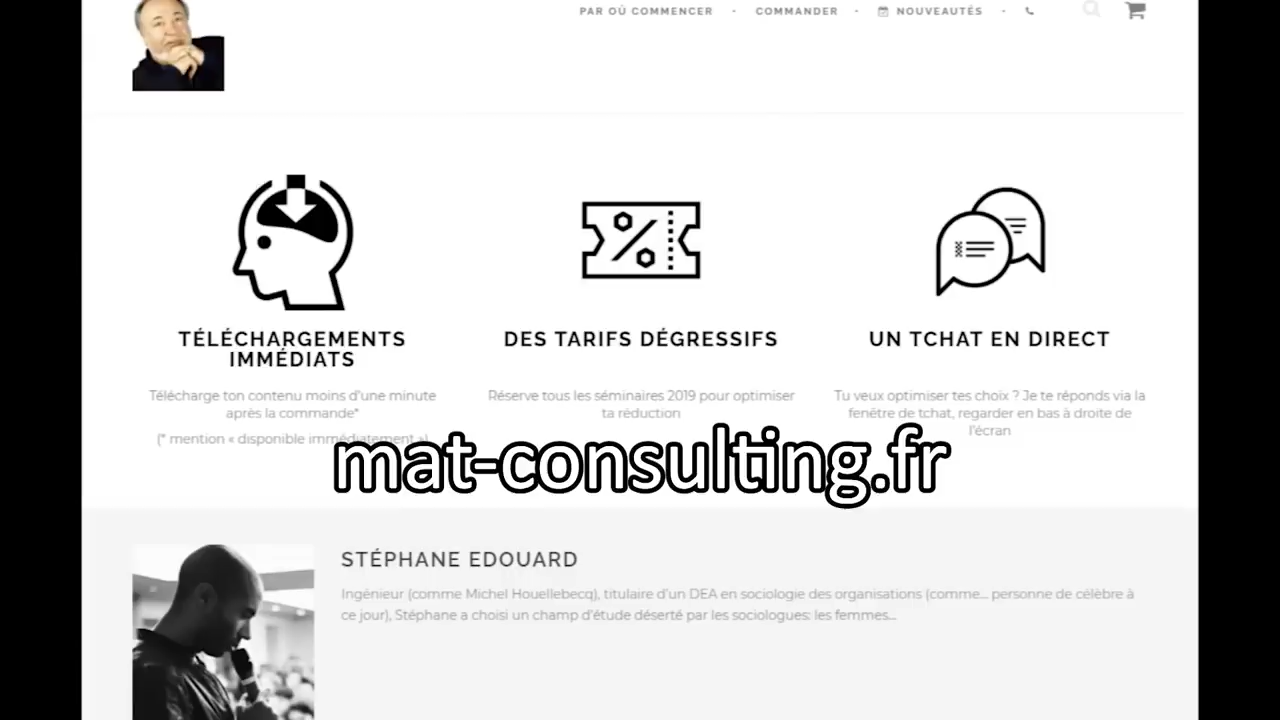 PAR OÙ COMMENCER • COMMANDER • NOUVEAUTÉS •
TÉLÉCHARGEMENTS
IMMÉDIATS
Télécharge ton contenu moins d'une minute
après la commande*
(* mention « disponible immédiatement »)
DES TARIFS DÉGRESSIFS
Réserve tous les séminaires 2019 pour optimiser
ta réduction
UN TCHAT EN DIRECT
Tu veux optimiser tes choix ? Je te réponds via la
fenêtre de tchat, regarder en bas à droite de
l'écran
mat-consulting.fr
STÉPHANE EDOUARD
Ingénieur (comme Michel Houellebecq), titulaire d'un DEA en sociologie des organisations (comme... personne de célèbre à
ce jour), Stéphane a choisi un champ d'étude déserté par les sociologues: les femmes...